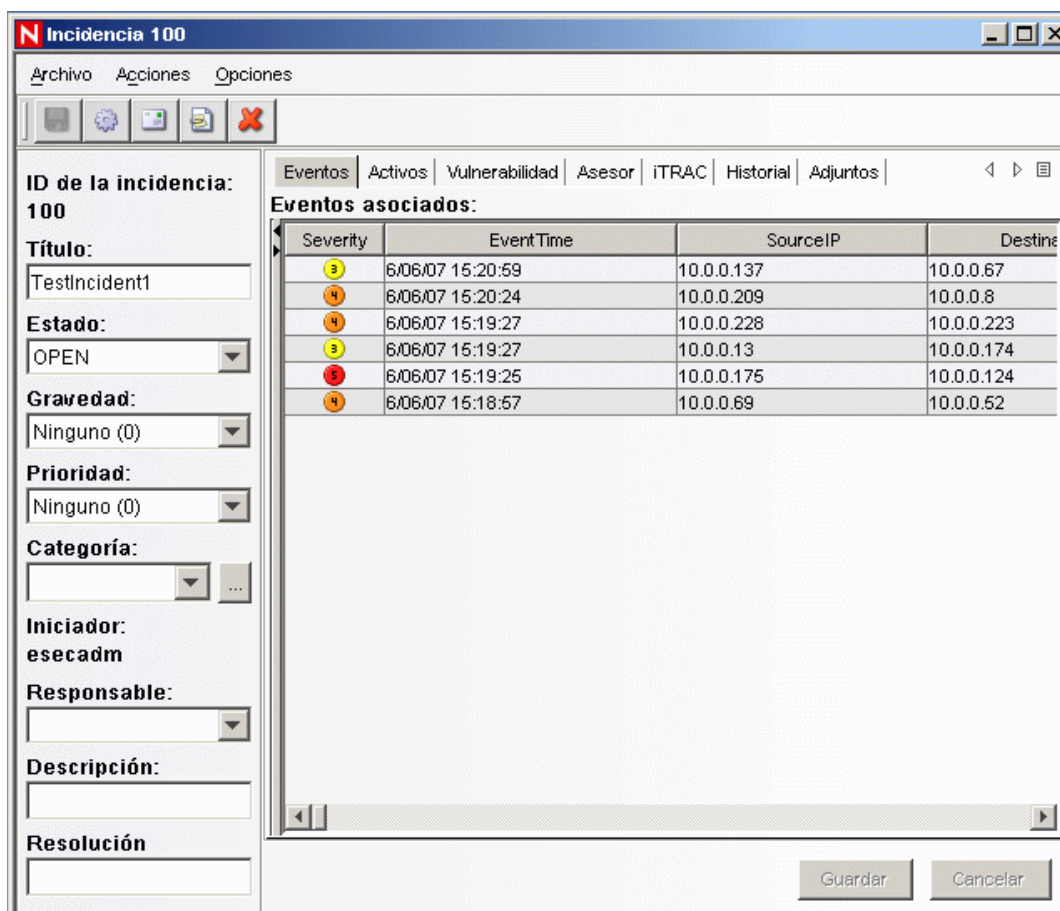 Incidencia 100
Archivo Acciones Opciones
ID de la incidencia:
100
Título:
TestIncident1
Estado:
OPEN
Gravedad:
Ninguno (0)
Prioridad:
Ninguno (0)
Categoría:
...
Iniciador:
esecadm
Responsable:
Descripción:
Resolución
Eventos Activos Vulnerabilidad Asesor iTRAC Historial Adjuntos
Eventos asociados:
Severity EventTime SourceIP Destina
3 6/06/07 15:20:59 10.0.0.137 10.0.0.67
4 6/06/07 15:20:24 10.0.0.209 10.0.0.8
4 6/06/07 15:19:27 10.0.0.228 10.0.0.223
3 6/06/07 15:19:27 10.0.0.13 10.0.0.174
5 6/06/07 15:19:25 10.0.0.175 10.0.0.124
4 6/06/07 15:18:57 10.0.0.69 10.0.0.52
Guardar Cancelar